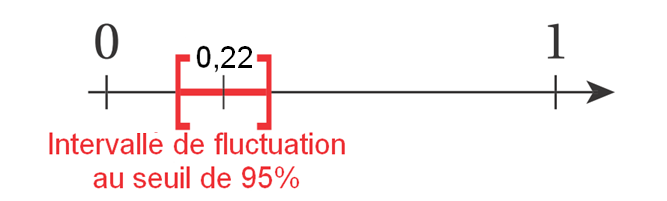 0 1
0,22
Intervalle de fluctuation
au seuil de 95%